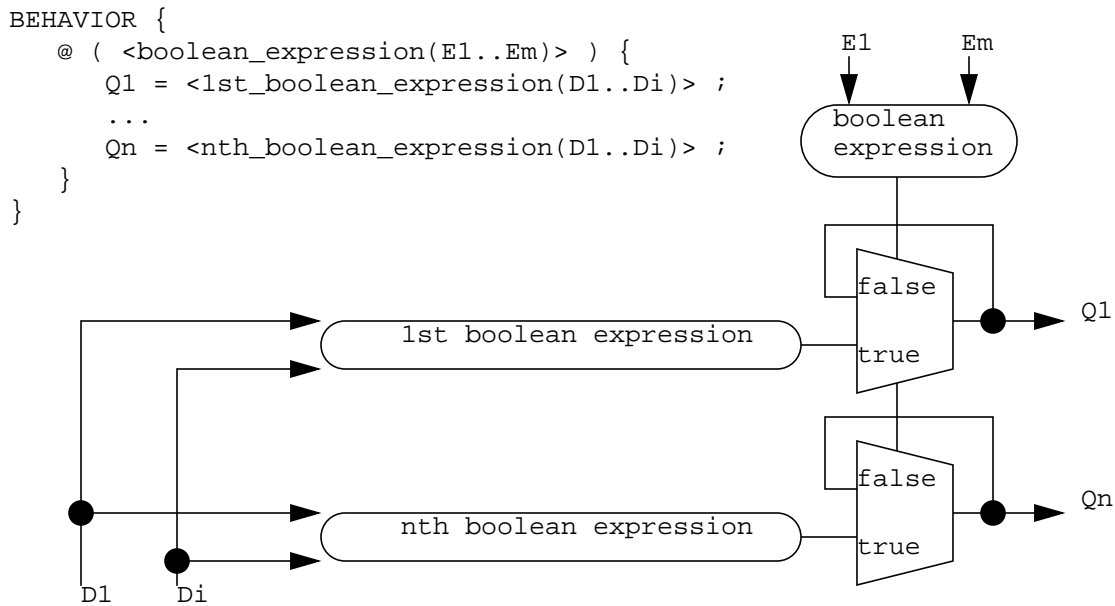 BEHAVIOR {
@ ( <boolean_expression(E1..Em)> ) {
Q1 = <1st_boolean_expression(D1..Di)> ;
...
Qn = <nth_boolean_expression(D1..Di)> ;
}
}
E1 Em
boolean
expression
false
Q1
1st boolean expression
true
false
Qn
nth boolean expression
true
D1 Di